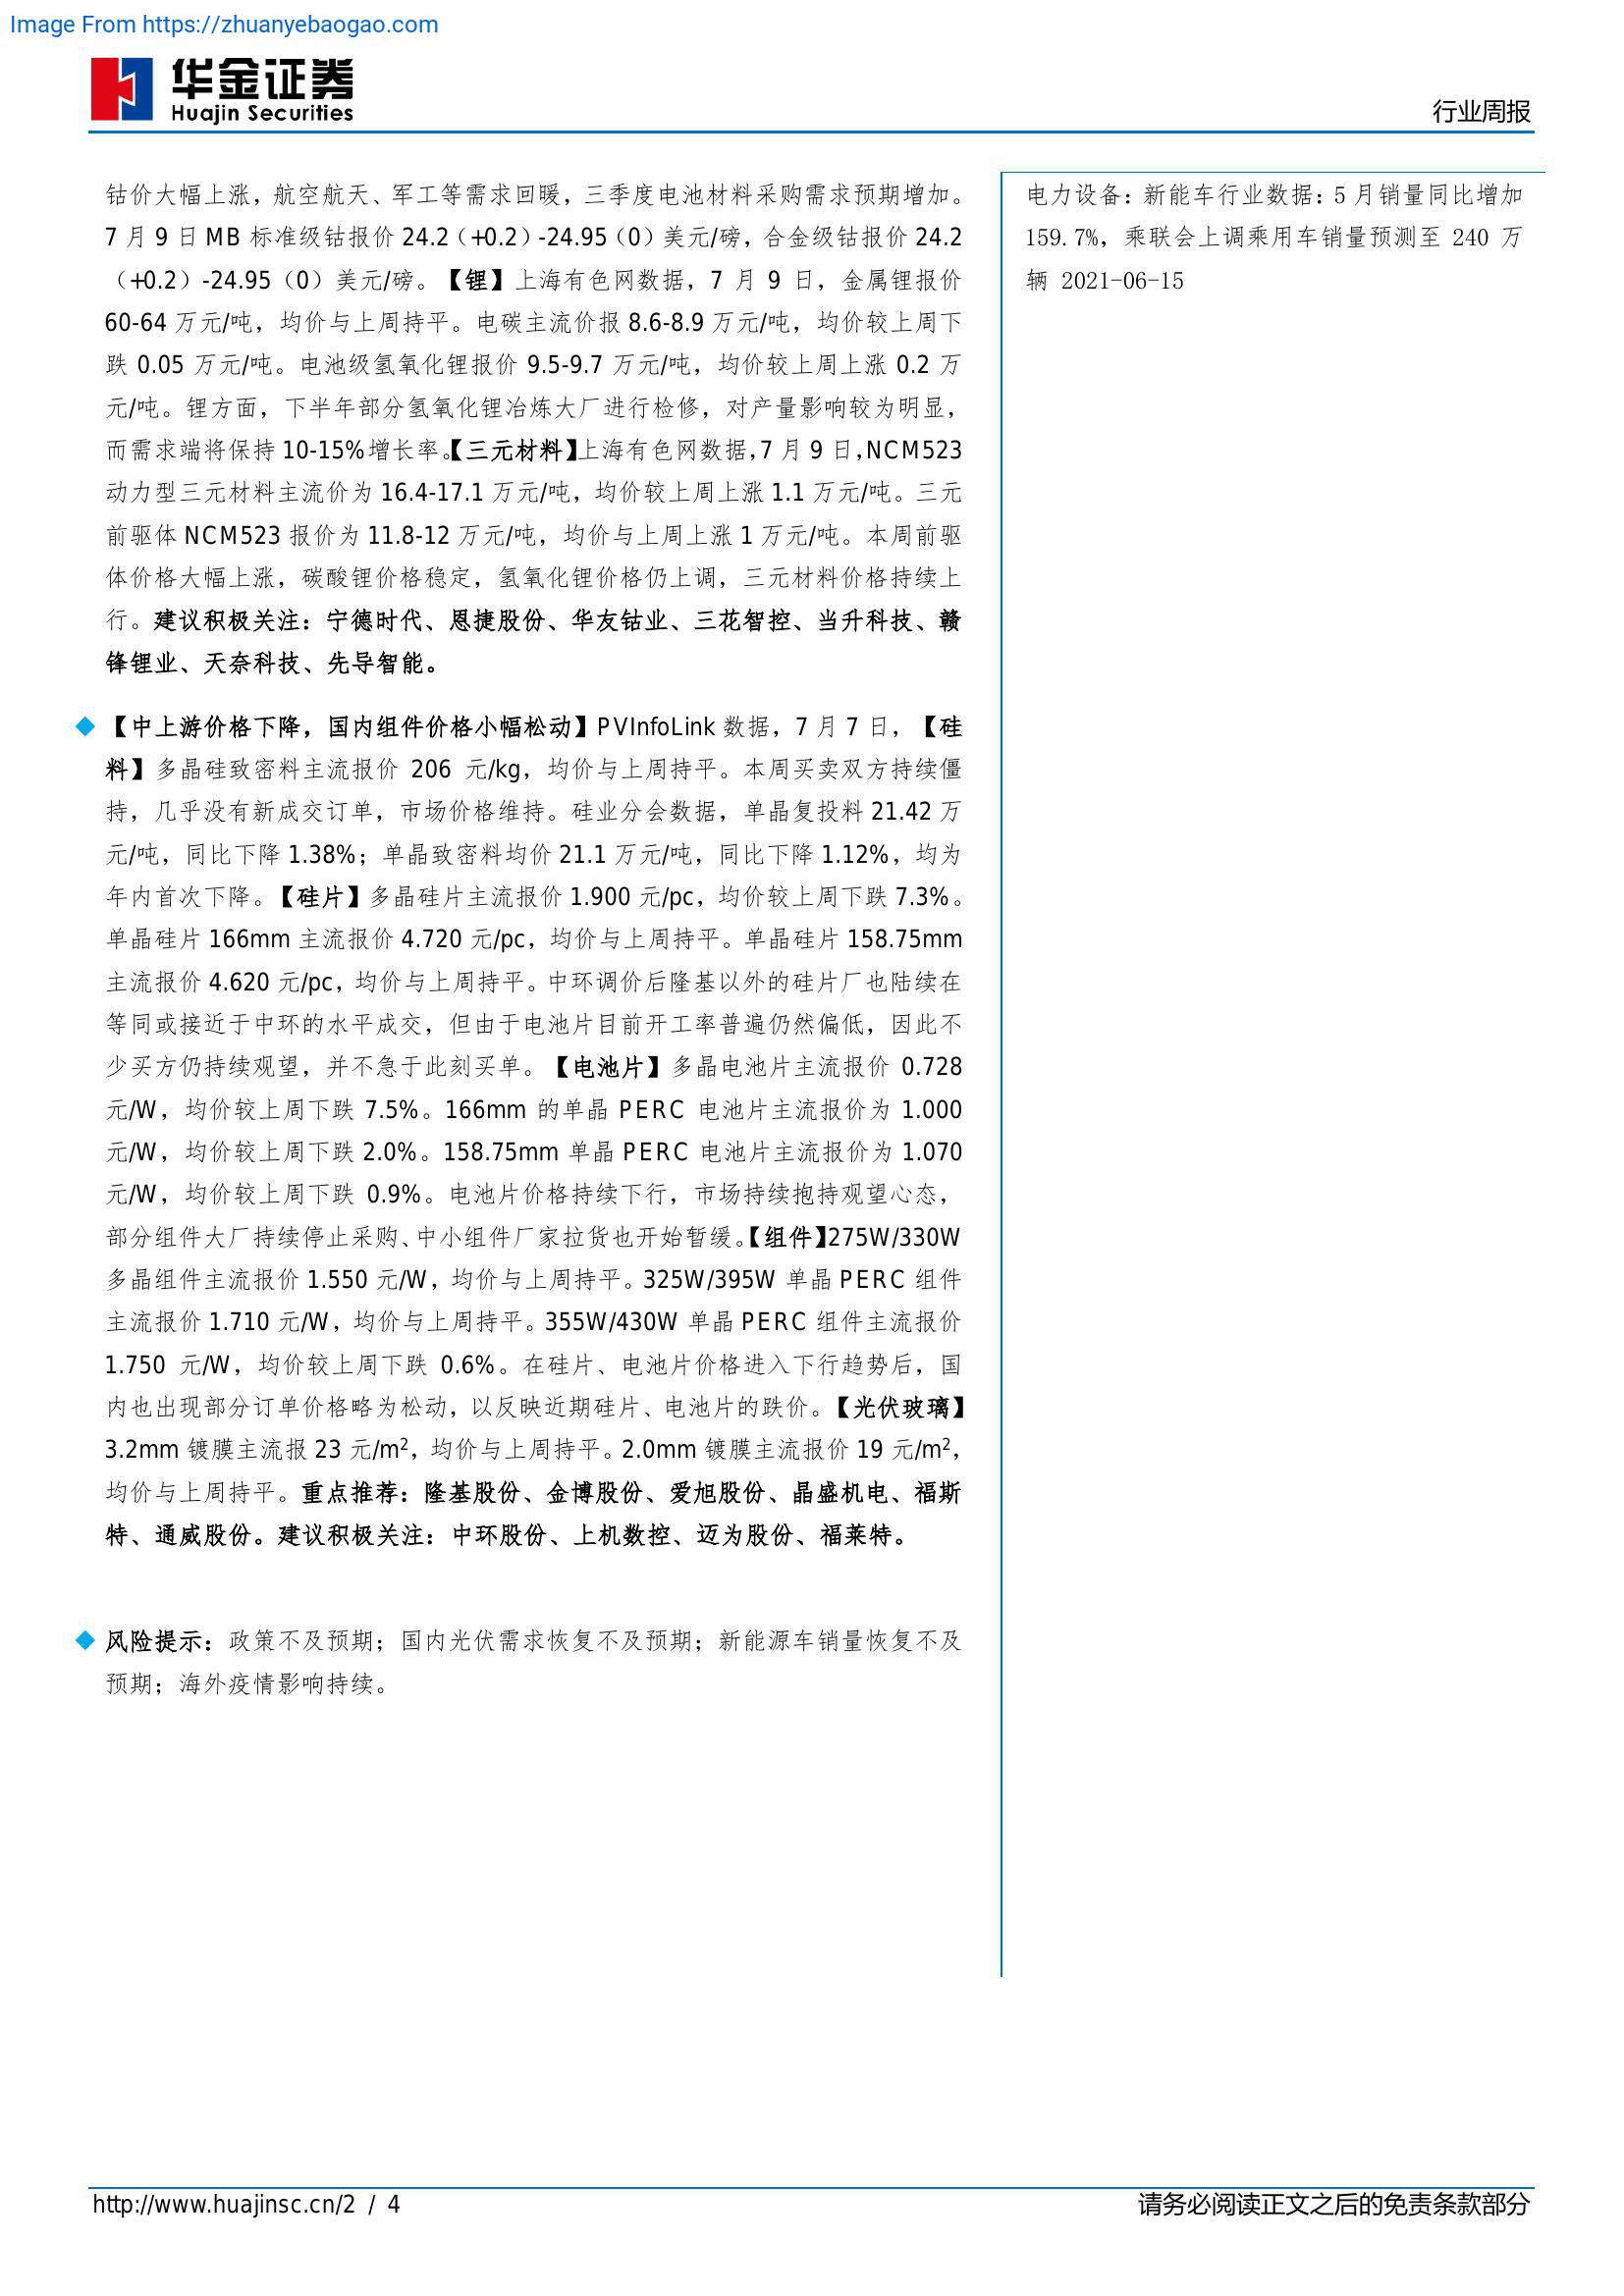 Image From https://zhuanyebaogao.com
华金证券
Huajin Securities
行业周报
钴价大幅上涨，航空航天、军工等需求回暖，三季度电池材料采购需求预期增加。
7 月 9 日 MB 标准级钴报价 24.2（+0.2）-24.95（0）美元/磅，合金级钴报价 24.2
（+0.2）-24.95（0）美元/磅。【锂】上海有色网数据，7 月 9 日，金属锂报价
60-64 万元/吨，均价与上周持平。电碳主流价报 8.6-8.9 万元/吨，均价较上周下
跌 0.05 万元/吨。电池级氢氧化锂报价 9.5-9.7 万元/吨，均价较上周上涨 0.2 万
元/吨。锂方面，下半年部分氢氧化锂冶炼大厂进行检修，对产量影响较为明显，
而需求端将保持 10-15%增长率。【三元材料】上海有色网数据，7 月 9 日，NCM523
动力型三元材料主流价为 16.4-17.1 万元/吨，均价较上周上涨 1.1 万元/吨。三元
前驱体 NCM523 报价为 11.8-12 万元/吨，均价与上周上涨 1 万元/吨。本周前驱
体价格大幅上涨，碳酸锂价格稳定，氢氧化锂价格仍上调，三元材料价格持续上
行。建议积极关注：宁德时代、恩捷股份、华友钴业、三花智控、当升科技、赣
锋锂业、天奈科技、先导智能。
◆ 【中上游价格下降，国内组件价格小幅松动】PVInfoLink 数据，7 月 7 日，【硅
料】多晶硅致密料主流报价 206 元/kg，均价与上周持平。本周买卖双方持续僵
持，几乎没有新成交订单，市场价格维持。硅业分会数据，单晶复投料 21.42 万
元/吨，同比下降 1.38%；单晶致密料均价 21.1 万元/吨，同比下降 1.12%，均为
年内首次下降。【硅片】多晶硅片主流报价 1.900 元/pc，均价较上周下跌 7.3%。
单晶硅片 166mm 主流报价 4.720 元/pc，均价与上周持平。单晶硅片 158.75mm
主流报价 4.620 元/pc，均价与上周持平。中环调价后隆基以外的硅片厂也陆续在
等同或接近于中环的水平成交，但由于电池片目前开工率普遍仍然偏低，因此不
少买方仍持续观望，并不急于此刻买单。【电池片】多晶电池片主流报价 0.728
元/W，均价较上周下跌 7.5%。166mm 的单晶 PERC 电池片主流报价为 1.000
元/W，均价较上周下跌 2.0%。158.75mm 单晶 PERC 电池片主流报价为 1.070
元/W，均价较上周下跌 0.9%。电池片价格持续下行，市场持续抱持观望心态，
部分组件大厂持续停止采购、中小组件厂家拉货也开始暂缓。【组件】275W/330W
多晶组件主流报价 1.550 元/W，均价与上周持平。325W/395W 单晶 PERC 组件
主流报价 1.710 元/W，均价与上周持平。355W/430W 单晶 PERC 组件主流报价
1.750 元/W，均价较上周下跌 0.6%。在硅片、电池片价格进入下行趋势后，国
内也出现部分订单价格略为松动，以反映近期硅片、电池片的跌价。【光伏玻璃】
3.2mm 镀膜主流报 23 元/m²，均价与上周持平。2.0mm 镀膜主流报价 19 元/m²，
均价与上周持平。重点推荐：隆基股份、金博股份、爱旭股份、晶盛机电、福斯
特、通威股份。建议积极关注：中环股份、上机数控、迈为股份、福莱特。
◆ 风险提示：政策不及预期；国内光伏需求恢复不及预期；新能源车销量恢复不及
预期；海外疫情影响持续。
电力设备：新能车行业数据：5 月销量同比增加
159.7%，乘联会上调乘用车销量预测至 240 万
辆 2021-06-15
http://www.huajinsc.cn/2 / 4
请务必阅读正文之后的免责条款部分